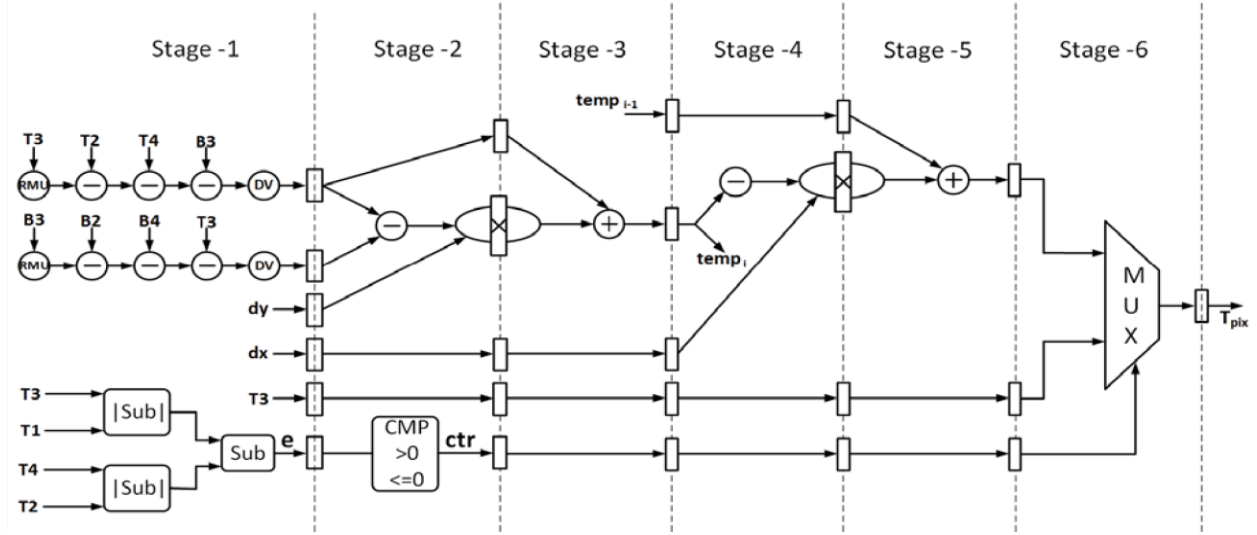 Stage -1 Stage -2 Stage -3 Stage -4 Stage -5 Stage -6
temp i-1
T3 T2 T4 B3
RMU − − − DV
− × +
B3 B2 B4 T3
RMU − − − DV
− × +
temp i
dy
dx
T3
M
U
X
T pix
T3
T1
|Sub|
T4
T2
|Sub|
Sub
e
CMP
>0
<=0
ctr